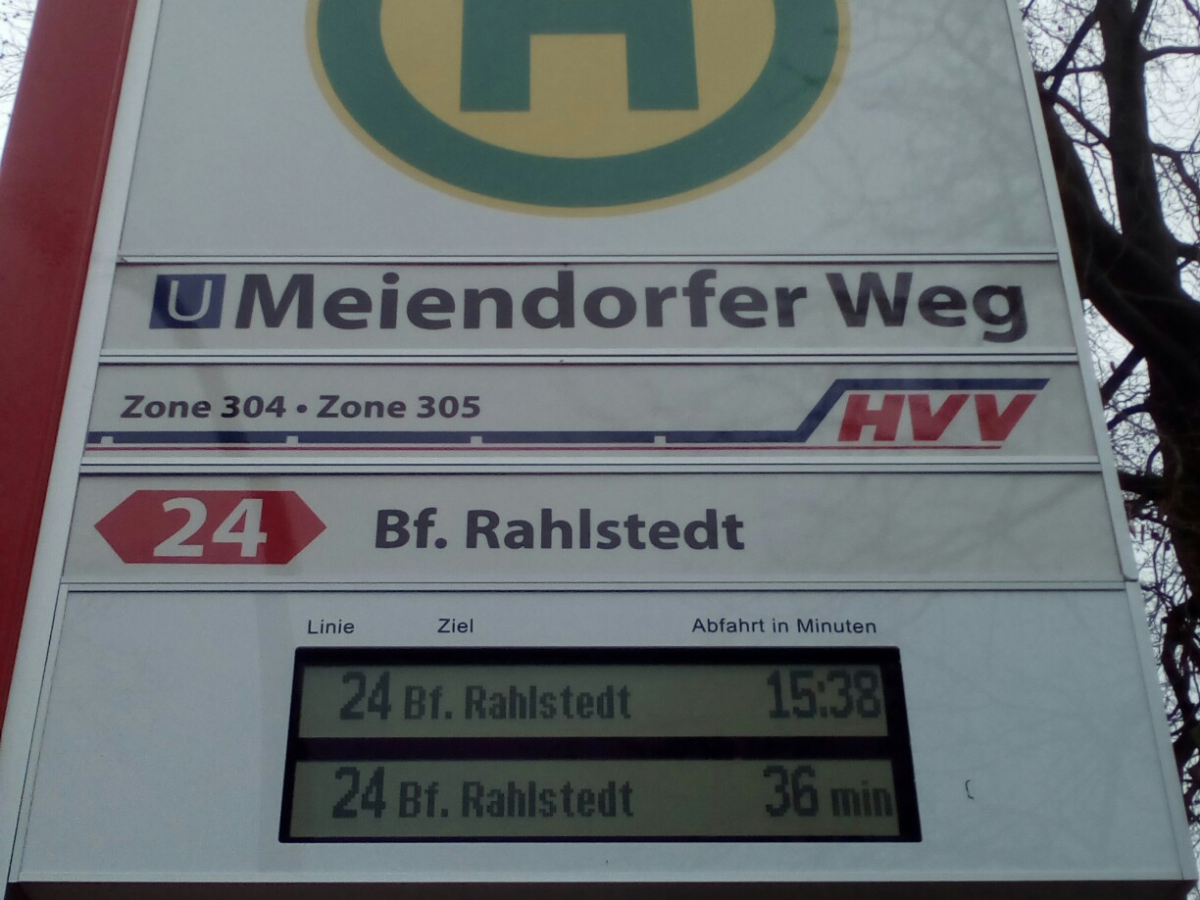 H
U Meiendorfer Weg
Zone 304 • Zone 305 HVV
24 Bf. Rahlstedt
Linie Ziel Abfahrt in Minuten
24 Bf. Rahlstedt 15:38
24 Bf. Rahlstedt 36 min